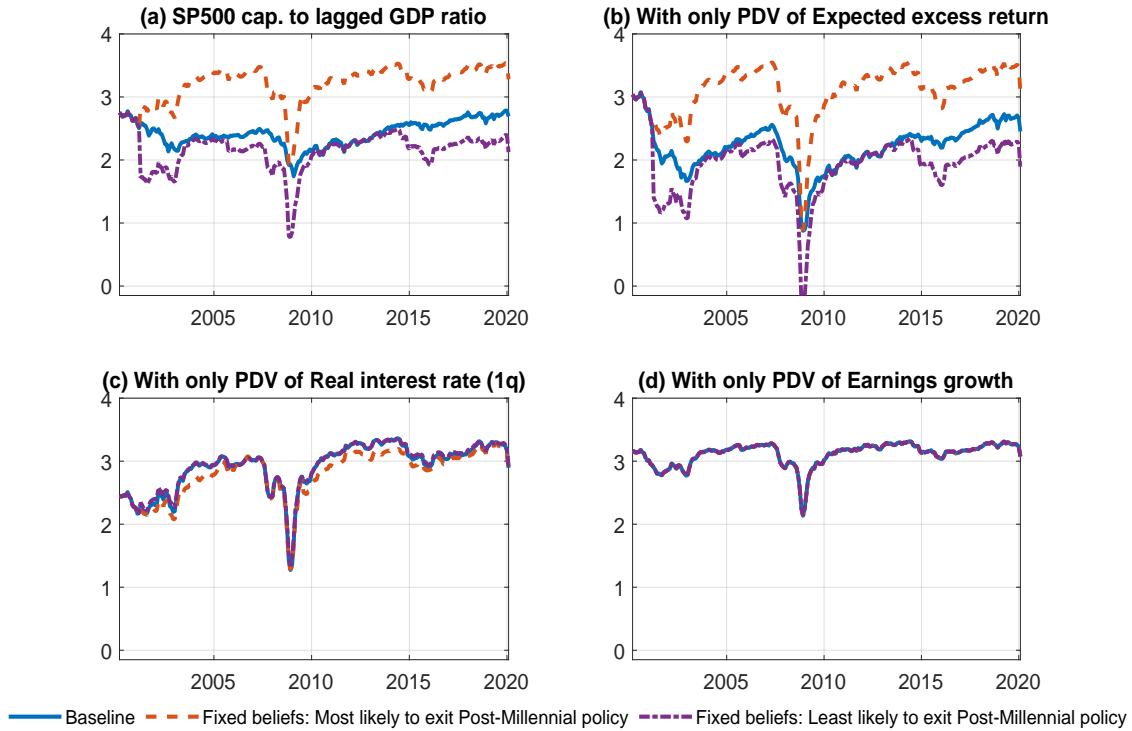 (a) SP500 cap. to lagged GDP ratio
4
3
2
1
0
2005 2010 2015 2020
(b) With only PDV of Expected excess return
4
3
2
1
0
2005 2010 2015 2020
(c) With only PDV of Real interest rate (1q)
4
3
2
1
0
2005 2010 2015 2020
(d) With only PDV of Earnings growth
4
3
2
1
0
2005 2010 2015 2020
Baseline Fixed beliefs: Most likely to exit Post-Millennial policy Fixed beliefs: Least likely to exit Post-Millennial policy